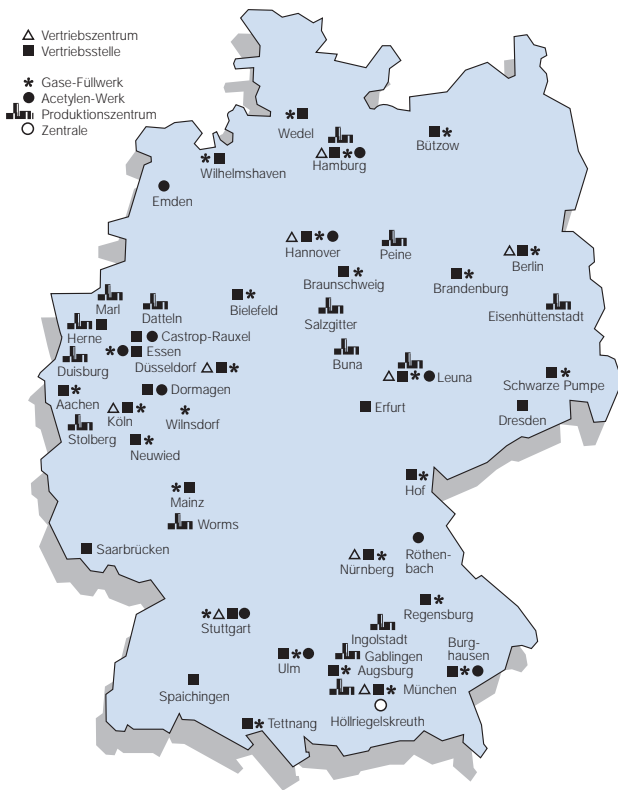 Vertriebszentrum
Vertriebsstelle
Gase-Füllwerk
Acetylen-Werk
Produktionszentrum
Zentrale
Wedel
Hamburg
Bützow
Wilhelmshaven
Emden
Hannover
Peine
Berlin
Braunschweig
Brandenburg
Marl
Datteln
Bielefeld
Salzgitter
Eisenhüttenstadt
Herne
Castrop-Rauxel
Essen
Duisburg
Düsseldorf
Buna
Leuna
Schwarze Pumpe
Aachen
Dormagen
Köln
Wilnsdorf
Erfurt
Dresden
Stolberg
Neuwied
Hof
Mainz
Worms
Saarbrücken
Nürnberg
Röthen-
bach
Regensburg
Stuttgart
Ingolstadt
Gablingen
Burg-
hausen
Ulm
Augsburg
Spaichingen
München
Höllriegelskreuth
Tettnang